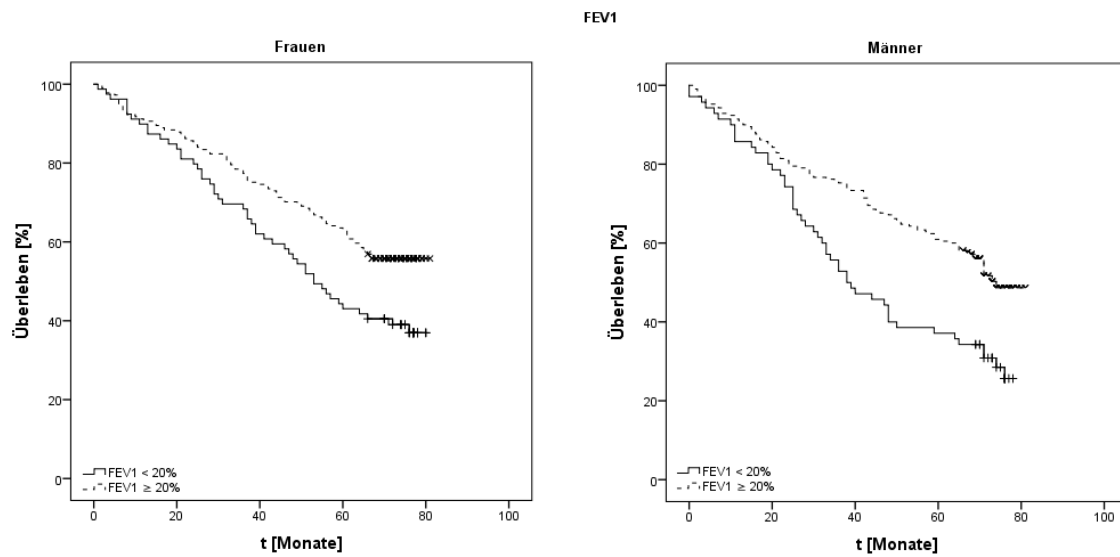 FEV1
Frauen
Überleben [%]
100
80
60
40
20
0
FEV1 < 20%
FEV1 ≥ 20%
0 20 40 60 80 100
t [Monate]
Männer
Überleben [%]
100
80
60
40
20
0
FEV1 < 20%
FEV1 ≥ 20%
0 20 40 60 80 100
t [Monate]